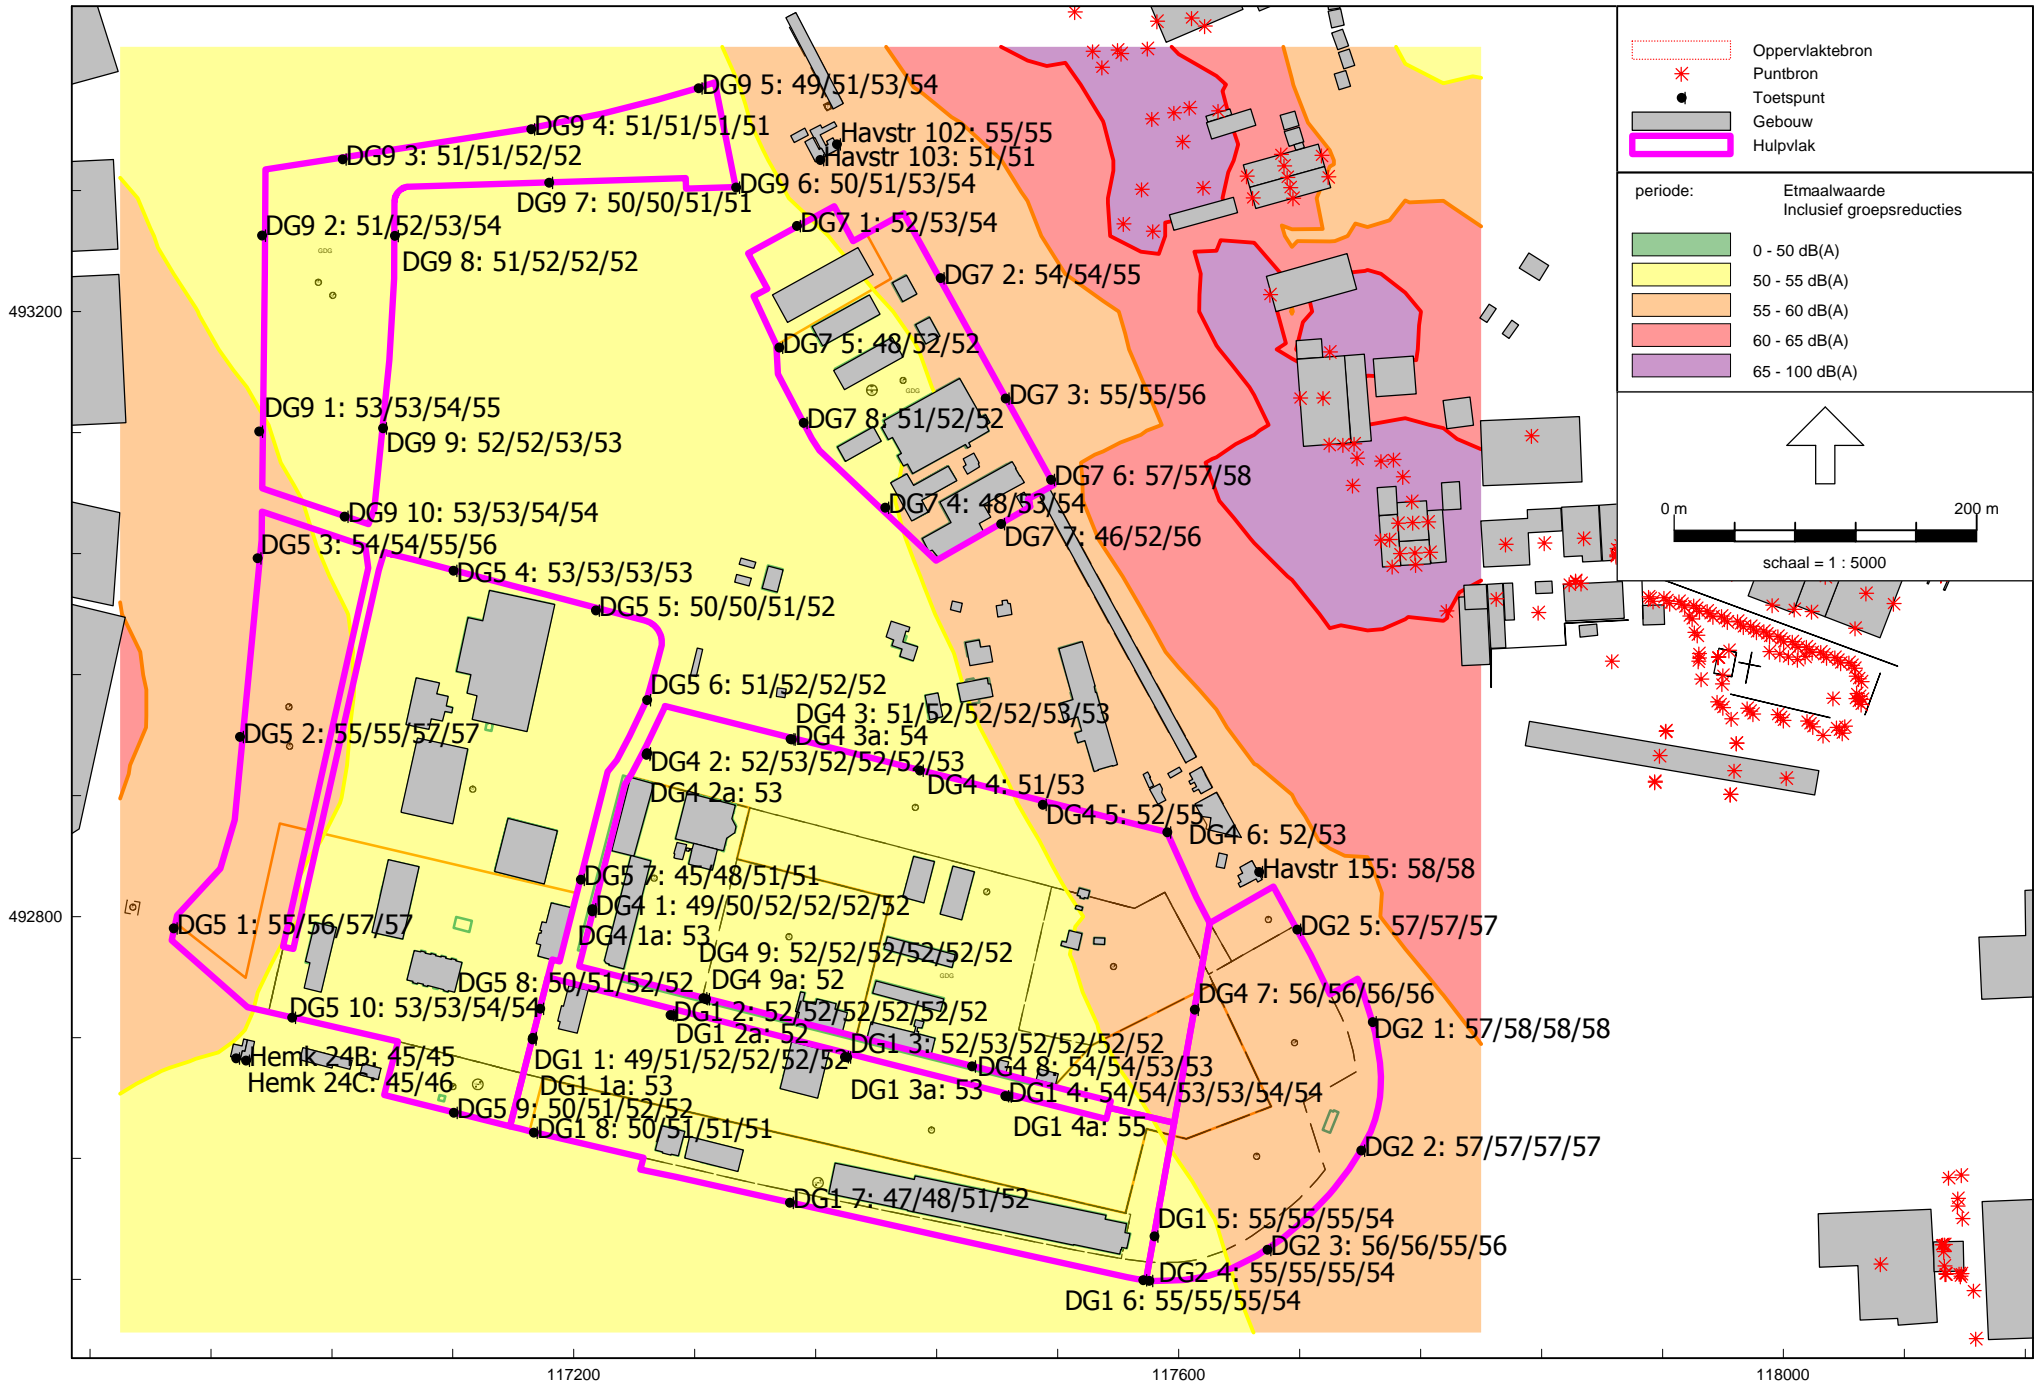 Oppervlaktebron
Puntbron
Toetspunt
Gebouw
Hulpvlak
periode: Etmaalwaarde
Inclusief groepsreducties
0 - 50 dB(A)
50 - 55 dB(A)
55 - 60 dB(A)
60 - 65 dB(A)
65 - 100 dB(A)
0 m 200 m
schaal = 1 : 5000
DG9 5: 49/51/53/54
DG9 4: 51/51/51/51
Havstr 102: 55/55
DG9 3: 51/51/52/52
Havstr 103: 51/51
DG9 6: 50/51/53/54
DG9 7: 50/50/51/51
DG9 2: 51/52/53/54
DG7 1: 52/53/54
GDG
DG9 8: 51/52/52/52
DG7 2: 54/54/55
493200
DG7 5: 48/52/52
GDG
DG7 3: 55/55/56
DG9 1: 53/53/54/55
DG7 8: 51/52/52
DG9 9: 52/52/53/53
DG7 6: 57/57/58
DG7 4: 48/53/54
DG9 10: 53/53/54/54
DG7 7: 46/52/56
DG5 3: 54/54/55/56
DG5 4: 53/53/53/53
DG5 5: 50/50/51/52
DG5 6: 51/52/52/52
DG4 3: 51/52/52/52/53/53
DG5 2: 55/55/57/57
DG4 3a: 54
DG4 2: 52/53/52/52/52/53
DG4 4: 51/53
DG4 2a: 53
DG4 5: 52/55
DG4 6: 52/53
Havstr 155: 58/58
DG5 7: 45/48/51/51
DG4 1: 49/50/52/52/52/52
492800
DG5 1: 55/56/57/57
DG2 5: 57/57/57
DG4 1a: 53
DG4 9: 52/52/52/52/52/52
GDG
DG4 9a: 52
DG5 8: 50/51/52/52
DG4 7: 56/56/56/56
DG5 10: 53/53/54/54
DG1 2: 52/52/52/52/52/52
DG2 1: 57/58/58/58
DG1 2a: 52
DG1 3: 52/53/52/52/52/52
Hemk 24B: 45/45
DG1 1: 49/51/52/52/52/52
DG4 8: 54/54/53/53
Hemk 24C: 45/46
DG1 1a: 53
DG1 3a: 53
DG1 4: 54/54/53/53/54/54
DG5 9: 50/51/52/52
DG1 4a: 55
DG1 8: 50/51/51/51
DG2 2: 57/57/57/57
DG1 7: 47/48/51/52
DG1 5: 55/55/55/54
DG2 3: 56/56/55/56
DG2 4: 55/55/55/54
DG1 6: 55/55/55/54
117200 117600 118000